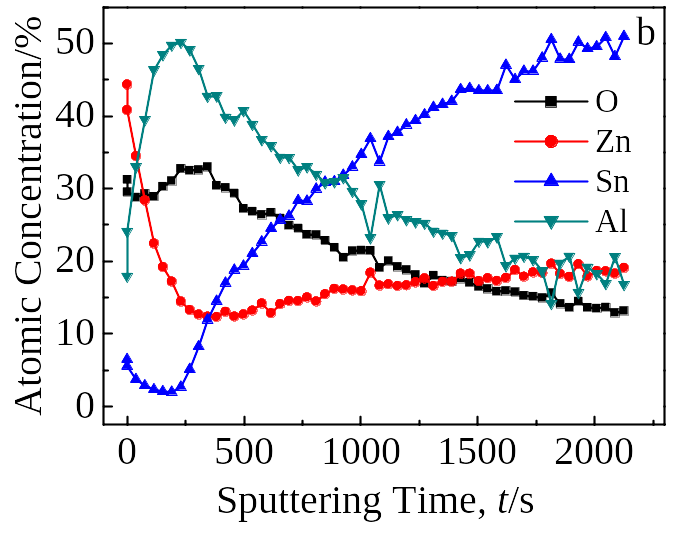 b
50
40
30
20
10
0
Atomic Concentration/%
O
Zn
Sn
Al
0 500 1000 1500 2000
Sputtering Time, t/s